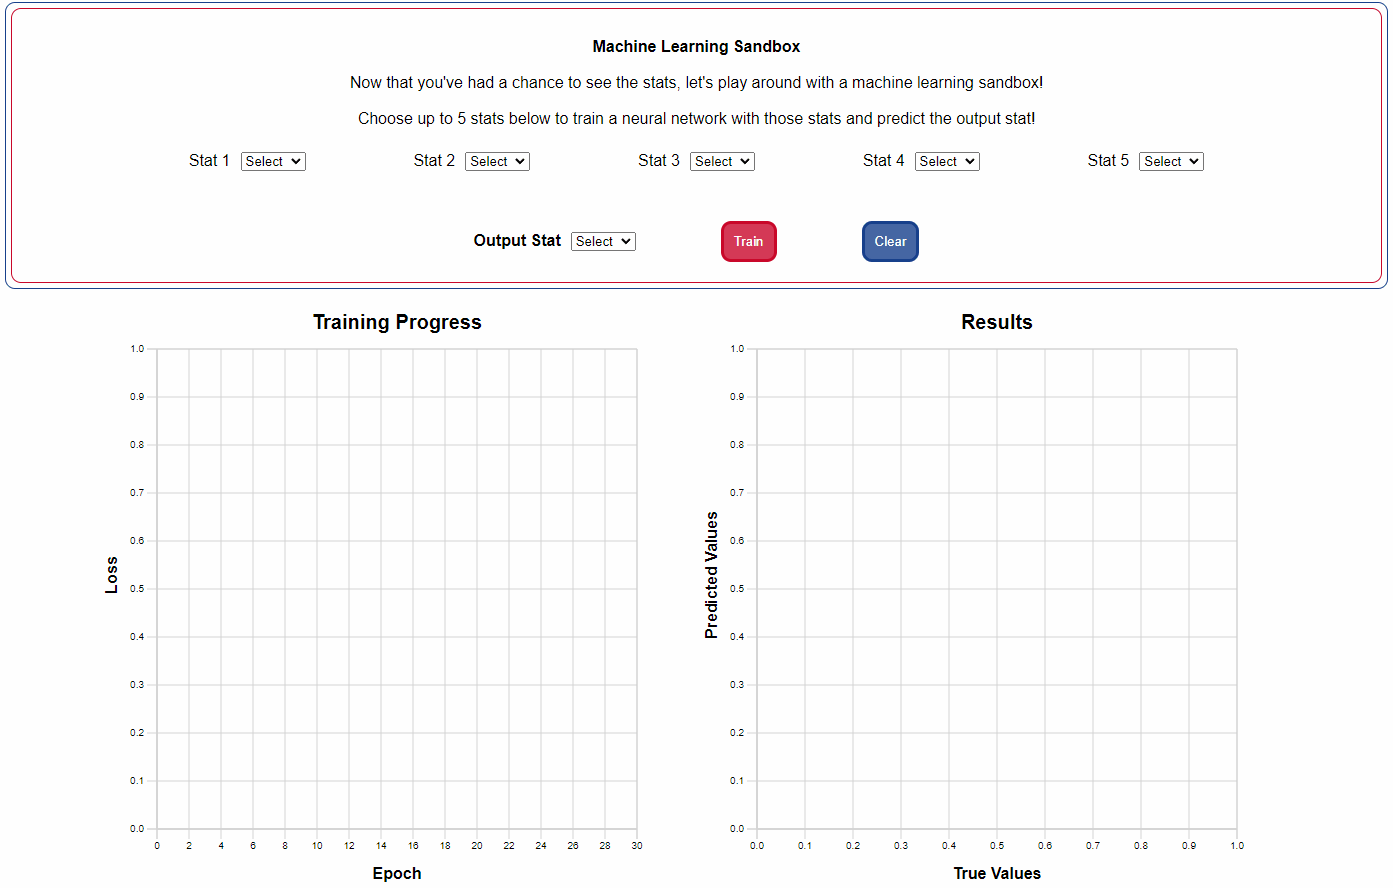 Machine Learning Sandbox
Now that you've had a chance to see the stats, let's play around with a machine learning sandbox!
Choose up to 5 stats below to train a neural network with those stats and predict the output stat!
Stat 1 Select Stat 2 Select Stat 3 Select Stat 4 Select Stat 5 Select
Output Stat Select Train Clear
Training Progress
1.0
0.9
0.8
0.7
0.6
0.5
0.4
0.3
0.2
0.1
0.0
Loss
0 2 4 6 8 10 12 14 16 18 20 22 24 26 28 30
Epoch
Results
1.0
0.9
0.8
0.7
0.6
0.5
0.4
0.3
0.2
0.1
0.0
Predicted Values
0.0 0.1 0.2 0.3 0.4 0.5 0.6 0.7 0.8 0.9 1.0
True Values